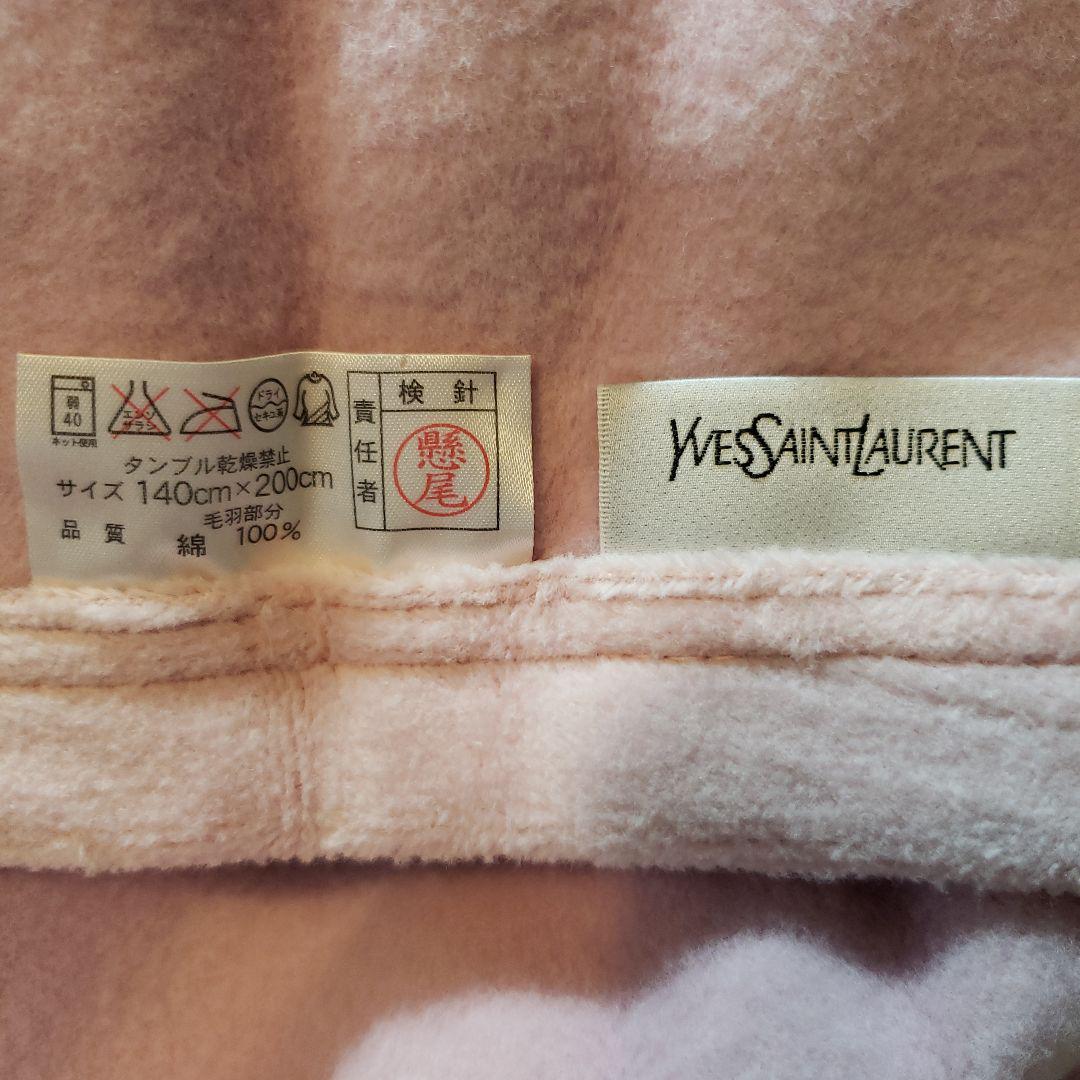 弱
40
ネット使用
エンソ
サラシ
ドライ
セキユ系
タンブル乾燥禁止
サイズ 140cm×200cm
毛羽部分
品質 綿 100%
責任者
検針
懸尾
YVESSAINTLAURENT